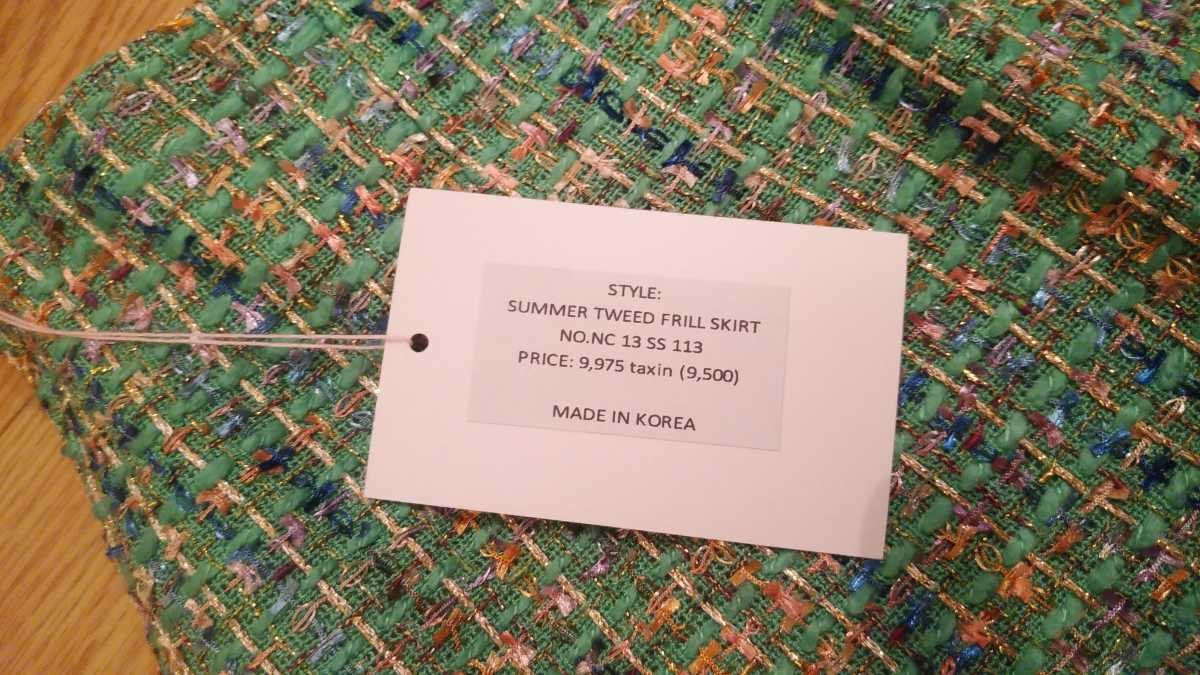 STYLE:
SUMMER TWEED FRILL SKIRT
NO.NC 13 SS 113
PRICE: 9,975 taxin (9,500)
MADE IN KOREA